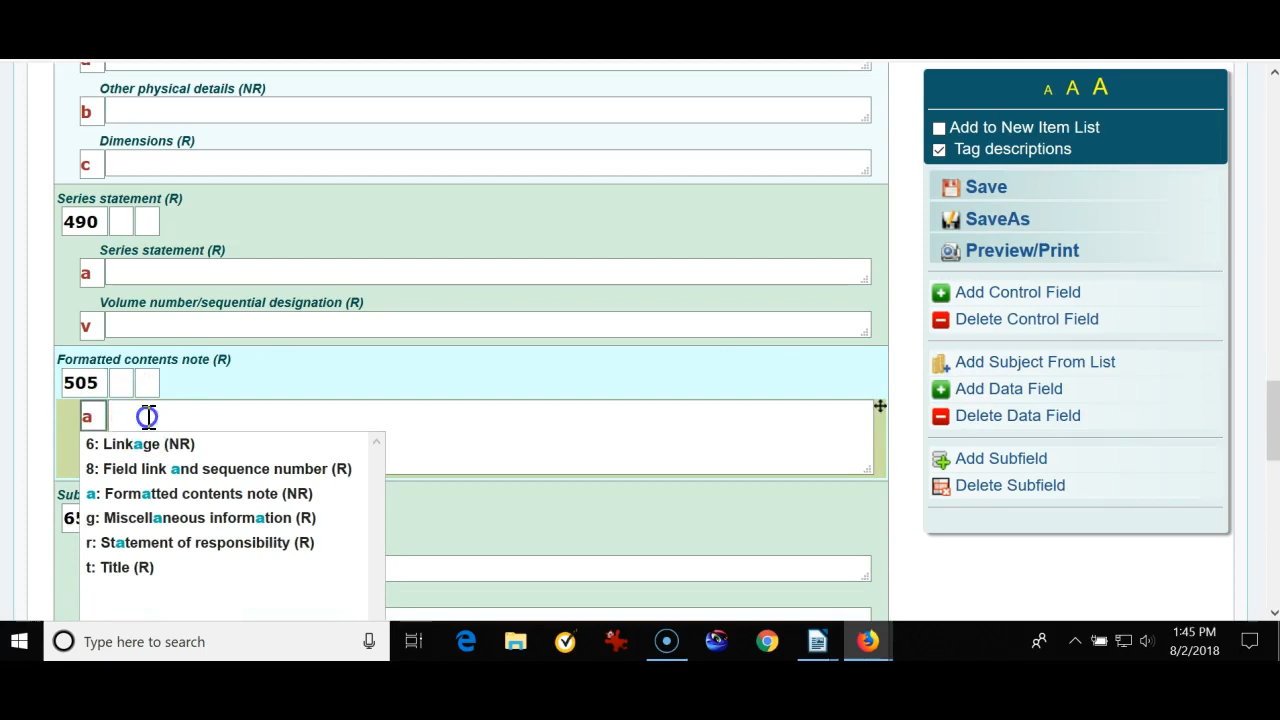 A A A
Other physical details (NR)
b
Dimensions (R)
c
Series statement (R)
490
Series statement (R)
a
Volume number/sequential designation (R)
v
Formatted contents note (R)
505
a
6: Linkage (NR)
8: Field link and sequence number (R)
a: Formatted contents note (NR)
g: Miscellaneous information (R)
r: Statement of responsibility (R)
t: Title (R)
Add to New Item List
Tag descriptions
Save
SaveAs
Preview/Print
Add Control Field
Delete Control Field
Add Subject From List
Add Data Field
Delete Data Field
Add Subfield
Delete Subfield
Type here to search
1:45 PM
8/2/2018